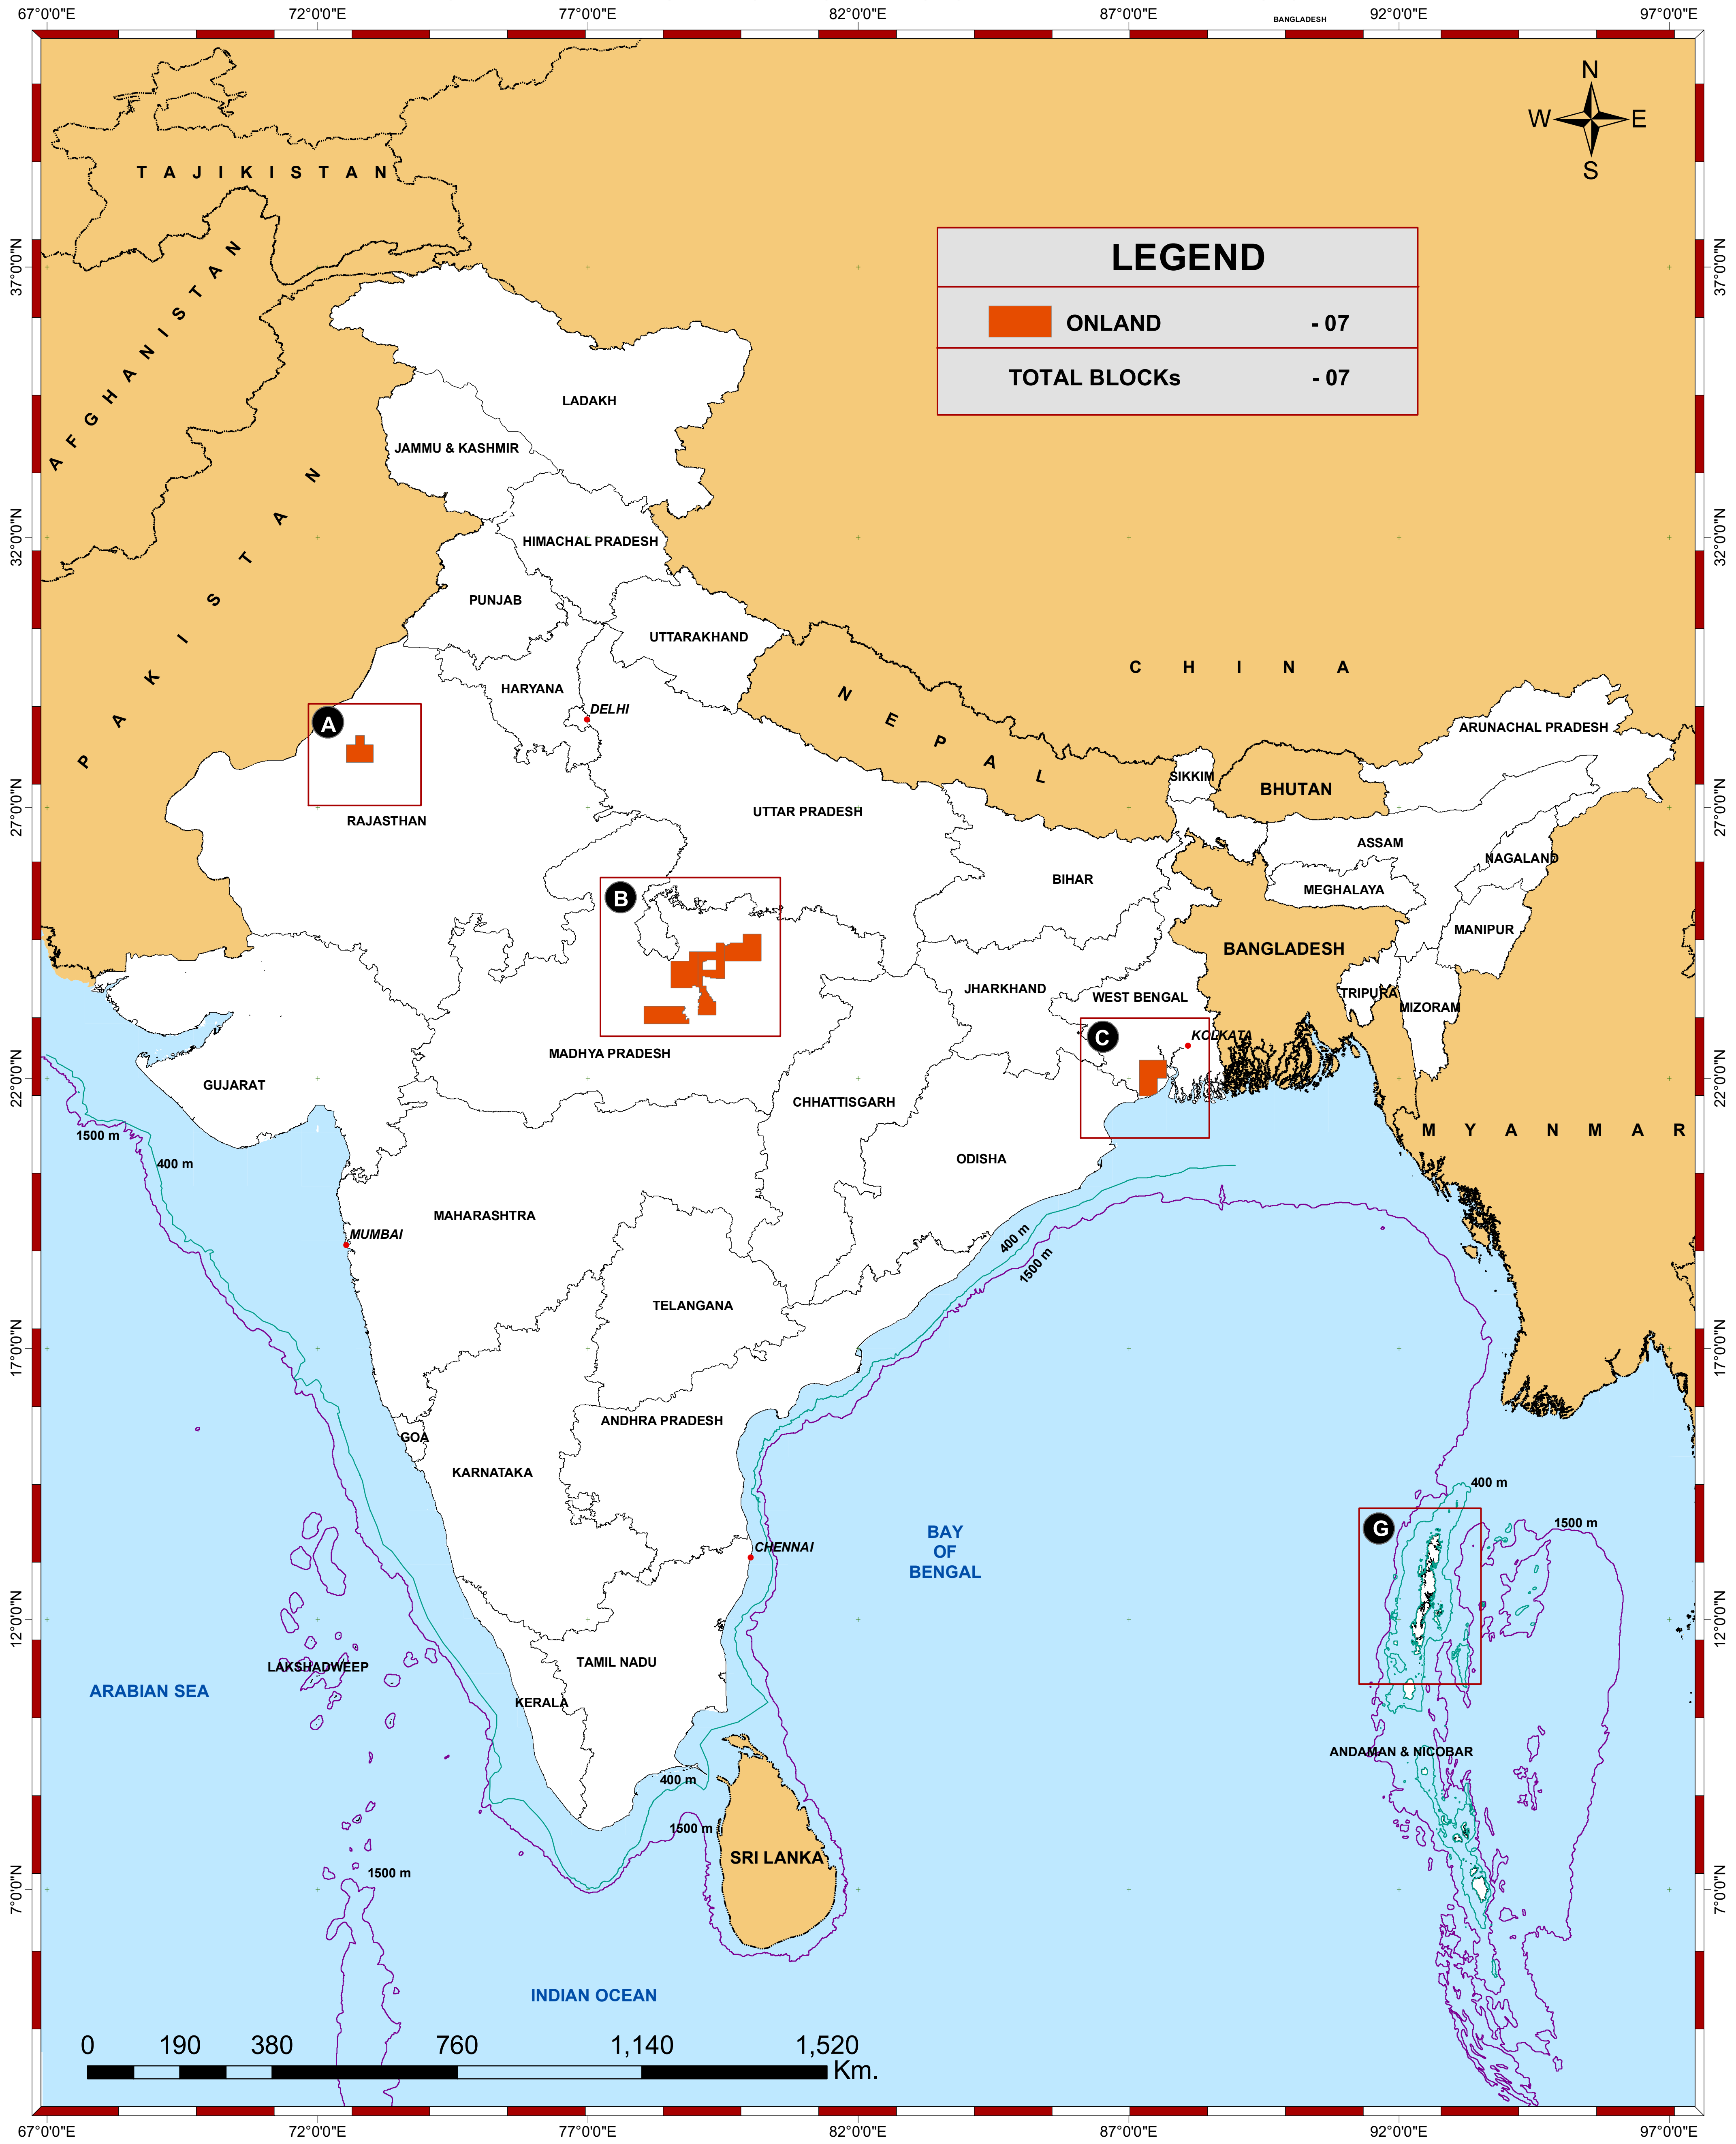 67°0'0"E 72°0'0"E 77°0'0"E 82°0'0"E 87°0'0"E 92°0'0"E 97°0'0"E
BANGLADESH
N
W E
S
TAJIKISTAN
AFGHANISTAN
PAKISTAN
LEGEND
ONLAND - 07
TOTAL BLOCKs - 07
37°0'0"N 37°0'0"N
LADAKH
JAMMU & KASHMIR
32°0'0"N 32°0'0"N
HIMACHAL PRADESH
PUNJAB
UTTARAKHAND
CHINA
HARYANA
NEPAL
DELHI
A
ARUNACHAL PRADESH
SIKKIM
BHUTAN
27°0'0"N 27°0'0"N
UTTAR PRADESH
RAJASTHAN
ASSAM
NAGALAND
BIHAR
MEGHALAYA
B
MANIPUR
BANGLADESH
JHARKHAND
WEST BENGAL
TRIPURA
MIZORAM
C
KOLKATA
MADHYA PRADESH
22°0'0"N 22°0'0"N
GUJARAT
CHHATTISGARH
1500 m
400 m
MYANMAR
ODISHA
MAHARASHTRA
MUMBAI
400 m
1500 m
TELANGANA
17°0'0"N 17°0'0"N
ANDHRA PRADESH
GOA
KARNATAKA
400 m
1500 m
G
CHENNAI
BAY
OF
BENGAL
12°0'0"N 12°0'0"N
TAMIL NADU
LAKSHADWEEP
ARABIAN SEA
KERALA
ANDAMAN & NICOBAR
400 m
1500 m
SRI LANKA
1500 m
7°0'0"N 7°0'0"N
INDIAN OCEAN
0 190 380 760 1,140 1,520
Km.
67°0'0"E 72°0'0"E 77°0'0"E 82°0'0"E 87°0'0"E 92°0'0"E 97°0'0"E